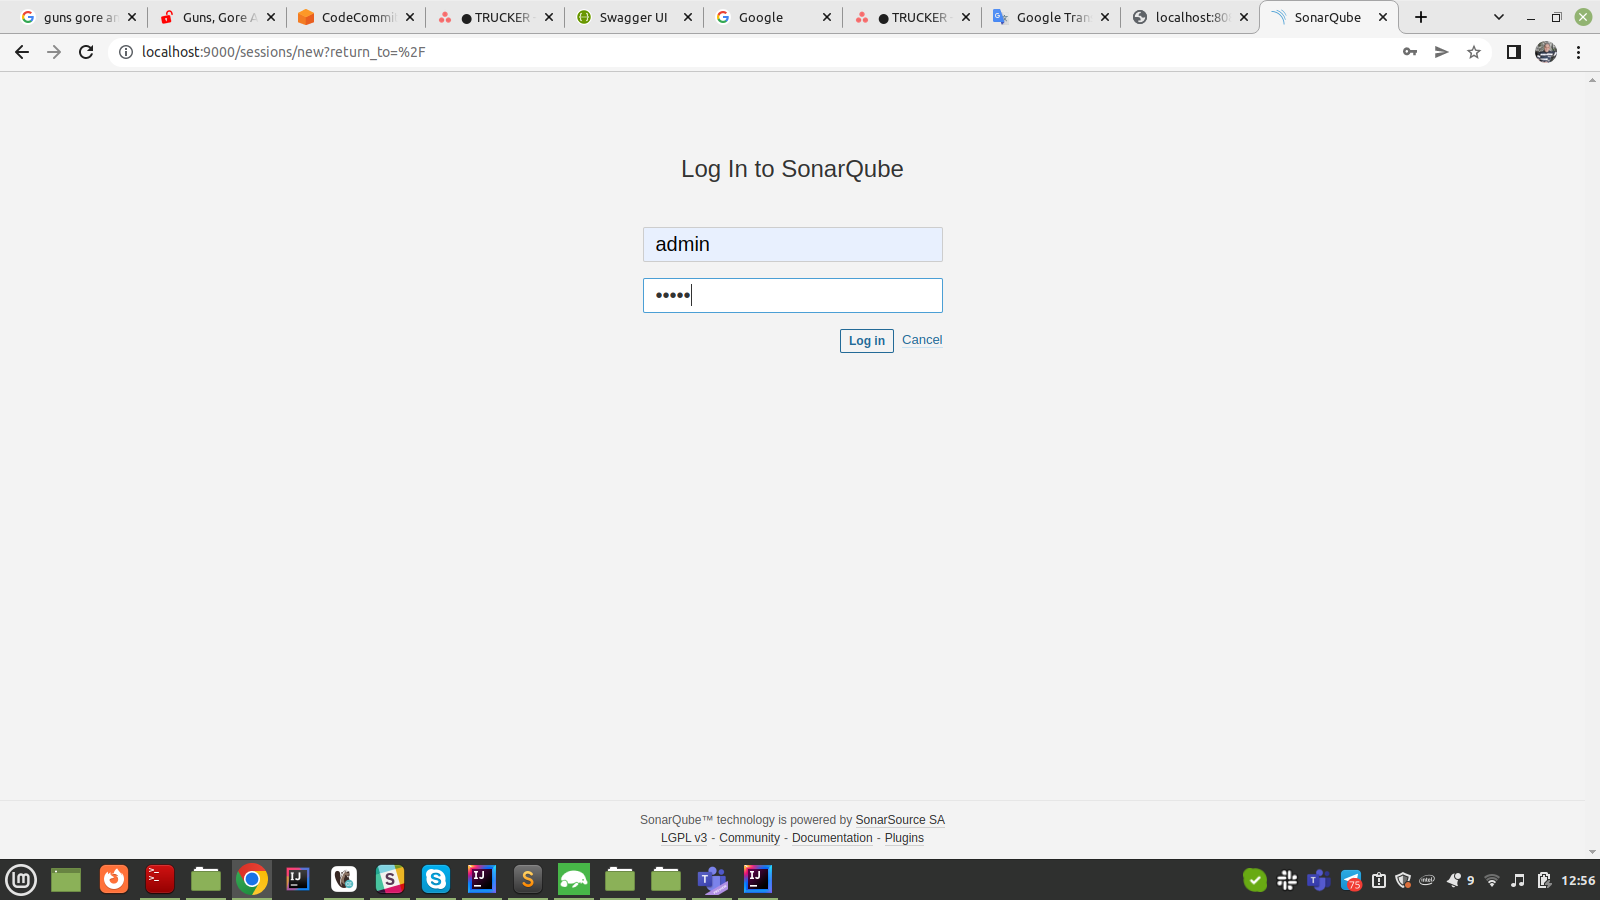 guns gore an
Guns, Gore A
CodeCommit
● TRUCKER
Swagger UI
Google
● TRUCKER
Google Tran
localhost:80
SonarQube
localhost:9000/sessions/new?return_to=%2F
Log In to SonarQube
admin
•••••
Log in
Cancel
SonarQube™ technology is powered by SonarSource SA
LGPL v3 - Community - Documentation - Plugins
75
9
12:56